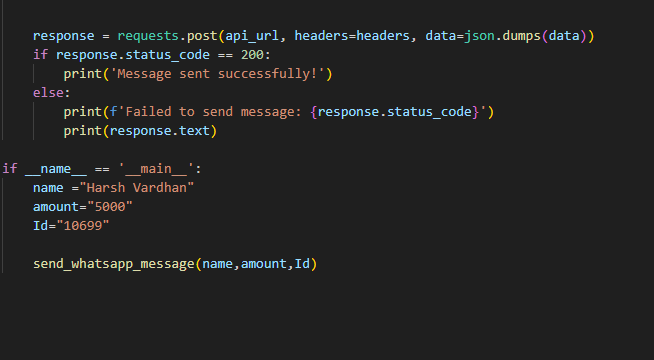 response = requests.post(api_url, headers=headers, data=json.dumps(data))
    if response.status_code == 200:
        print('Message sent successfully!')
    else:
        print(f'Failed to send message: {response.status_code}')
        print(response.text)
if __name__ == '__main__':
    name ="Harsh Vardhan"
    amount="5000"
    Id="10699"
    send_whatsapp_message(name,amount,Id)